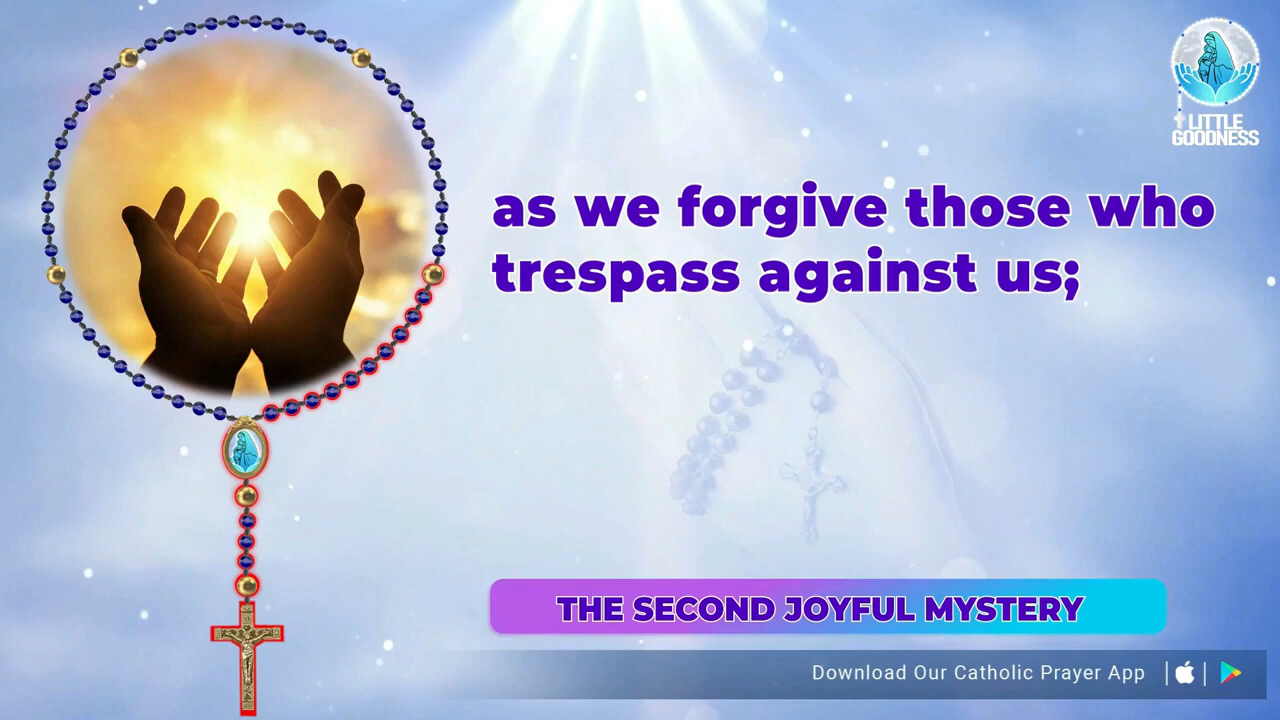 LITTLE
GOODNESS
as we forgive those who
trespass against us;
THE SECOND JOYFUL MYSTERY
Download Our Catholic Prayer App